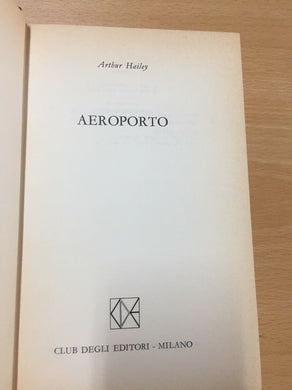 Arthur Hailey
AEROPORTO
CLUB DEGLI EDITORI - MILANO